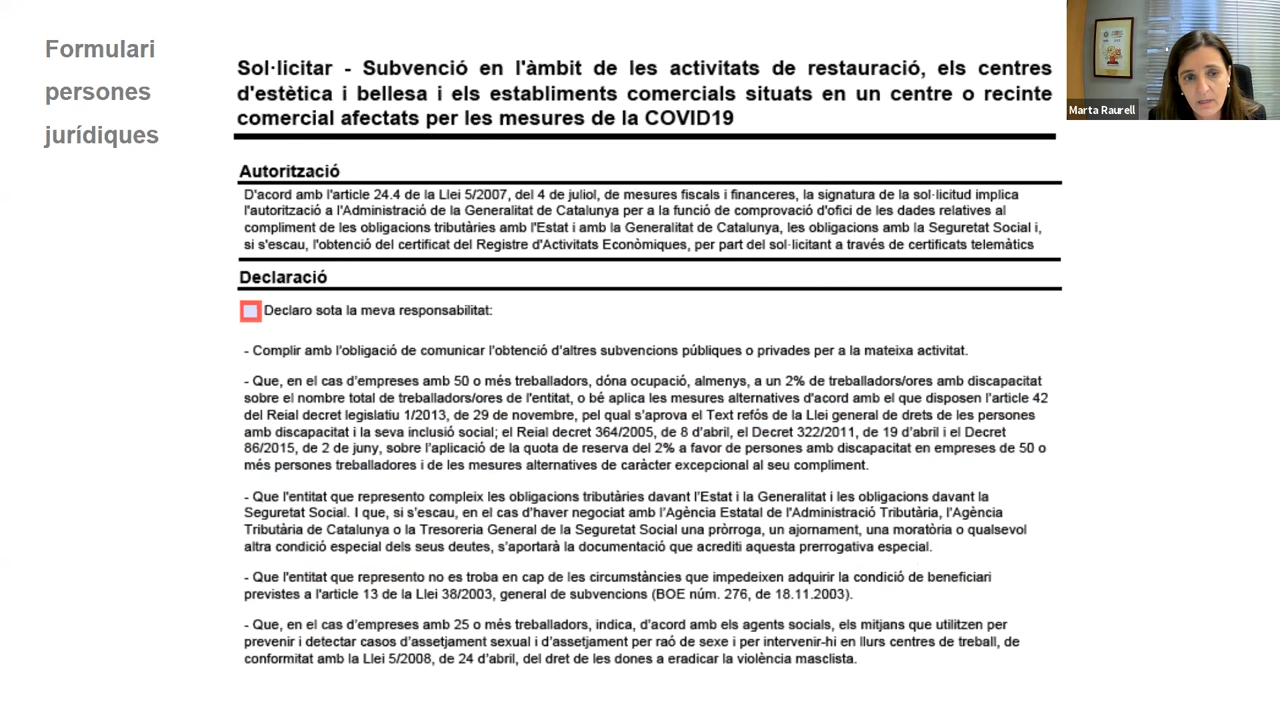 Formulari
persones
jurídiques
Sol·licitar - Subvenció en l'àmbit de les activitats de restauració, els centres
d'estètica i bellesa i els establiments comercials situats en un centre o recinte
comercial afectats per les mesures de la COVID19
Marta Raurell
Autorització
D'acord amb l'article 24.4 de la Llei 5/2007, del 4 de juliol, de mesures fiscals i financeres, la signatura de la sol·licitud implica
l'autorització a l'Administració de la Generalitat de Catalunya per a la funció de comprovació d'ofici de les dades relatives al
compliment de les obligacions tributàries amb l'Estat i amb la Generalitat de Catalunya, les obligacions amb la Seguretat Social i,
si s'escau, l'obtenció del certificat del Registre d'Activitats Econòmiques, per part del sol·licitant a través de certificats telemàtics
Declaració
Declaro sota la meva responsabilitat:
- Complir amb l'obligació de comunicar l'obtenció d'altres subvencions públiques o privades per a la mateixa activitat.
- Que, en el cas d'empreses amb 50 o més treballadors, dóna ocupació, almenys, a un 2% de treballadors/ores amb discapacitat
sobre el nombre total de treballadors/ores de l'entitat, o bé aplica les mesures alternatives d'acord amb el que disposen l'article 42
del Reial decret legislatiu 1/2013, de 29 de novembre, pel qual s'aprova el Text refós de la Llei general de drets de les persones
amb discapacitat i la seva inclusió social; el Reial decret 364/2005, de 8 d'abril, el Decret 322/2011, de 19 d'abril i el Decret
86/2015, de 2 de juny, sobre l'aplicació de la quota de reserva del 2% a favor de persones amb discapacitat en empreses de 50 o
més persones treballadores i de les mesures alternatives de caràcter excepcional al seu compliment.
- Que l'entitat que represento compleix les obligacions tributàries davant l'Estat i la Generalitat i les obligacions davant la
Seguretat Social. I que, si s'escau, en el cas d'haver negociat amb l'Agència Estatal de l'Administració Tributària, l'Agència
Tributària de Catalunya o la Tresoreria General de la Seguretat Social una pròrroga, un ajornament, una moratòria o qualsevol
altra condició especial dels seus deutes, s'aportarà la documentació que acrediti aquesta prerrogativa especial.
- Que l'entitat que represento no es troba en cap de les circumstàncies que impedeixen adquirir la condició de beneficiari
previstes a l'article 13 de la Llei 38/2003, general de subvencions (BOE núm. 276, de 18.11.2003).
- Que, en el cas d'empreses amb 25 o més treballadors, indica, d'acord amb els agents socials, els mitjans que utilitzen per
prevenir i detectar casos d'assetjament sexual i d'assetjament per raó de sexe i per intervenir-hi en llurs centres de treball, de
conformitat amb la Llei 5/2008, de 24 d'abril, del dret de les dones a eradicar la violència masclista.